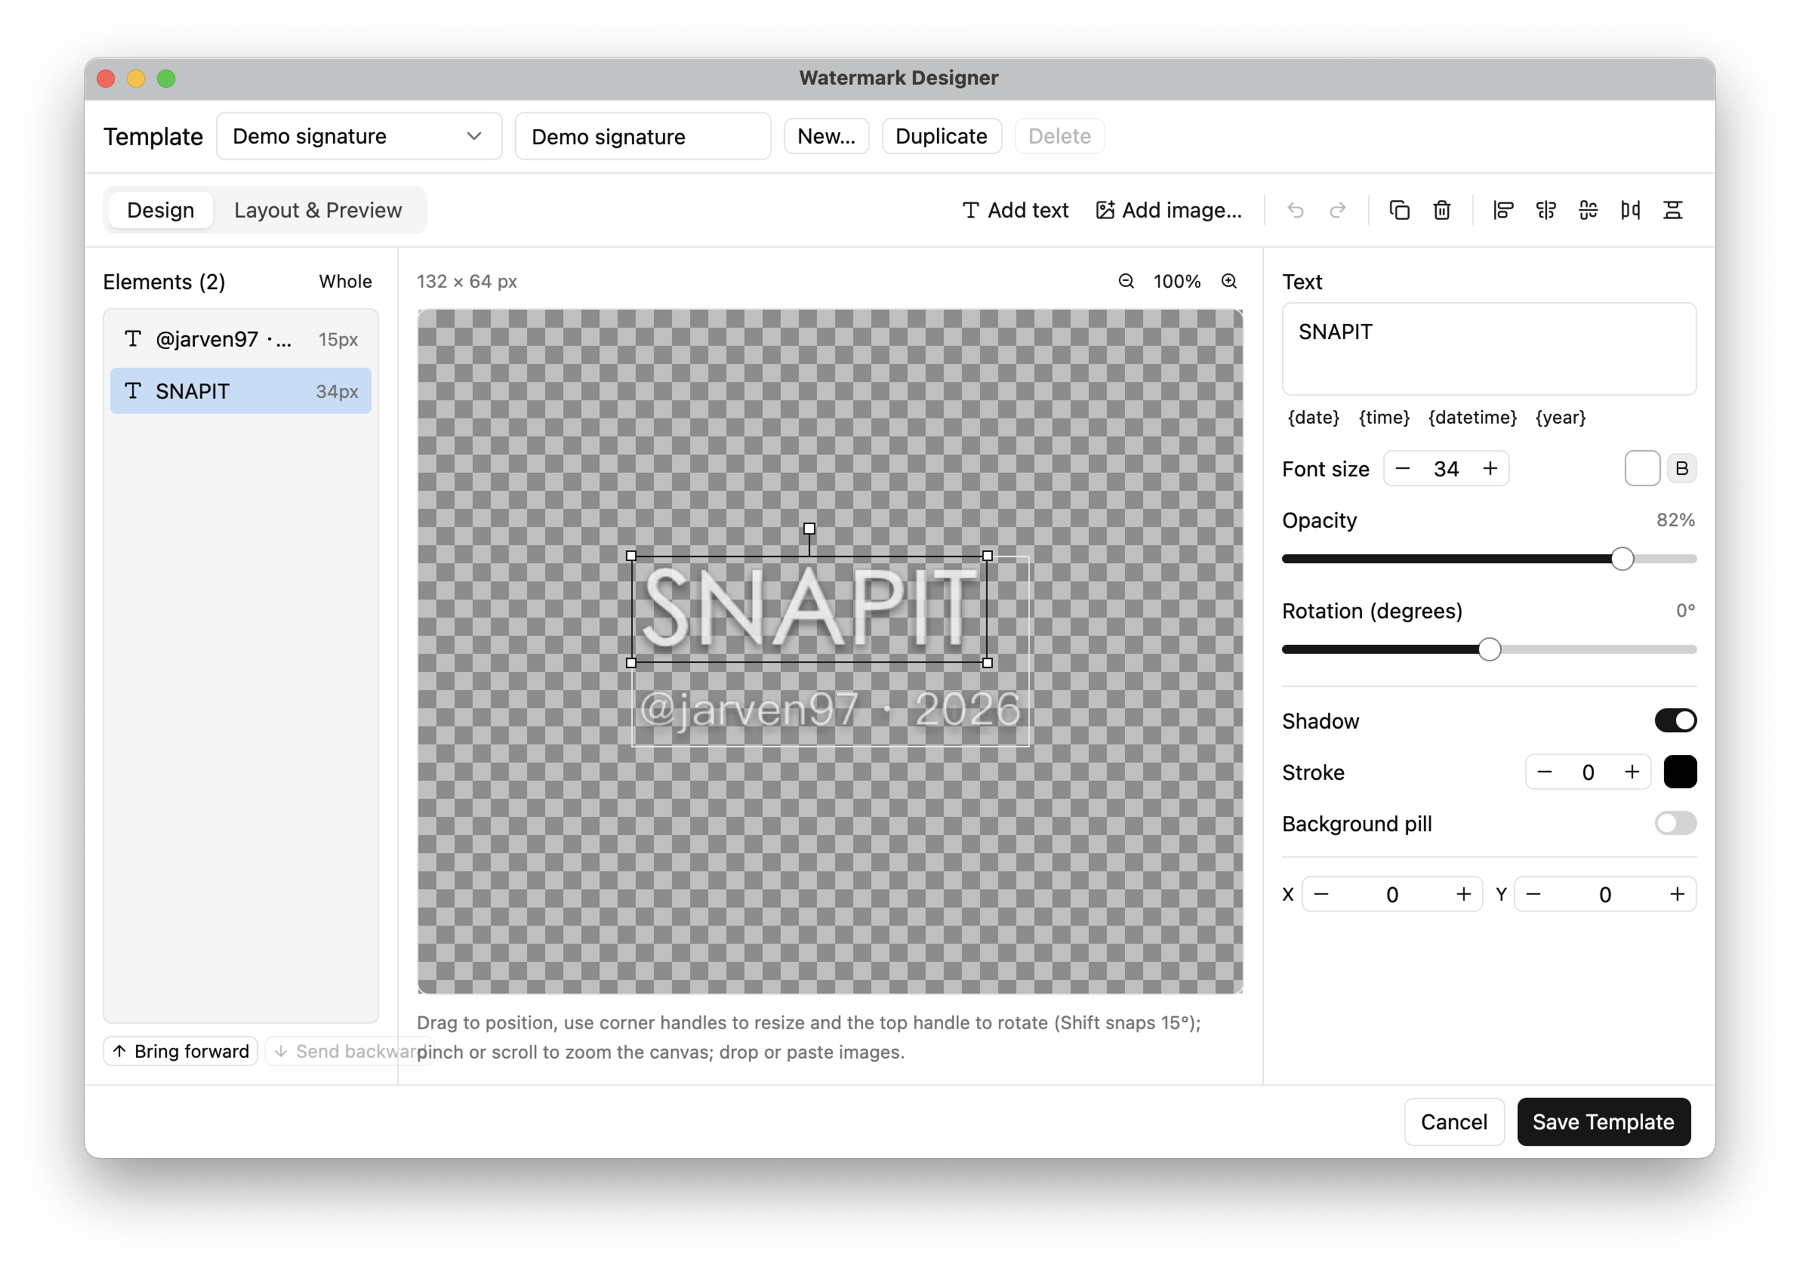 Watermark Designer
Template Demo signature Demo signature New... Duplicate Delete
Design Layout & Preview Add text Add image...
Elements (2) Whole
@jarven97 · ... 15px
SNAPIT 34px
Bring forward Send backward
132 × 64 px 100%
SNAPIT
@jarven97 · 2026
Drag to position, use corner handles to resize and the top handle to rotate (Shift snaps 15°);
pinch or scroll to zoom the canvas; drop or paste images.
Text
SNAPIT
{date} {time} {datetime} {year}
Font size − 34 + B
Opacity 82%
Rotation (degrees) 0°
Shadow
Stroke − 0 +
Background pill
X − 0 + Y − 0 +
Cancel Save Template